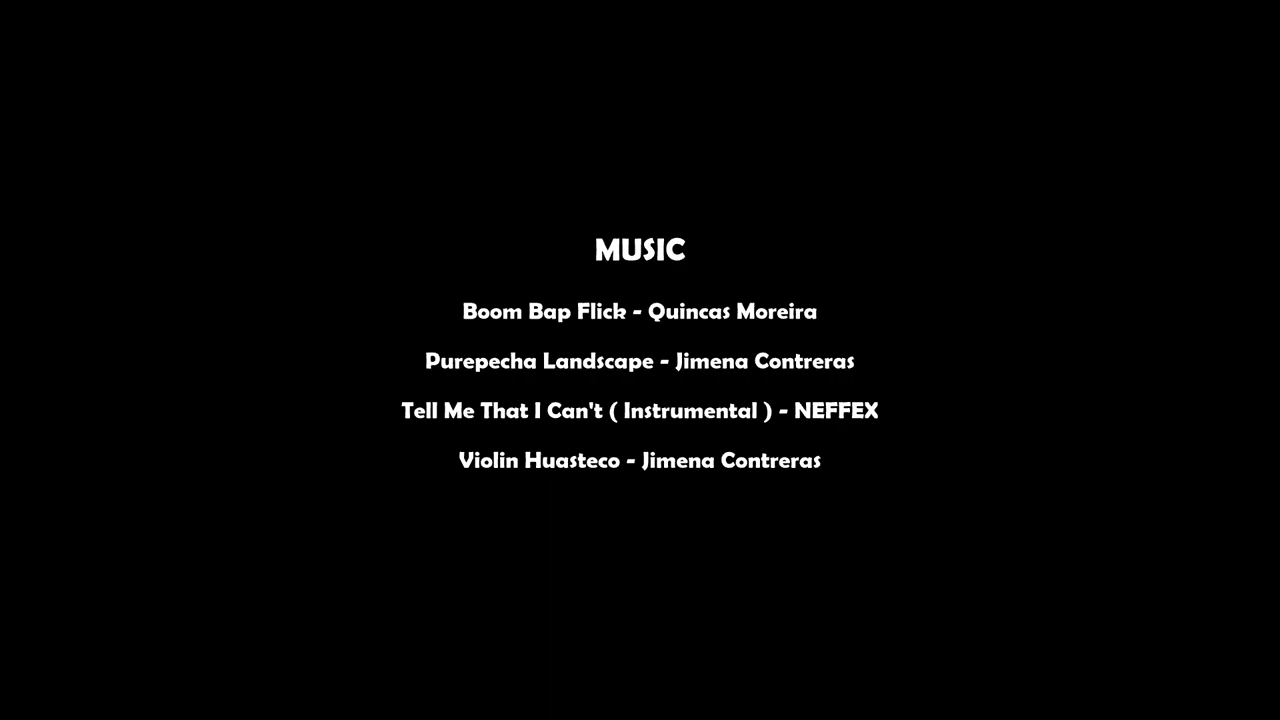 MUSIC
Boom Bap Flick - Quincas Moreira
Purepecha Landscape - Jimena Contreras
Tell Me That I Can't ( Instrumental ) - NEFFEX
Violin Huasteco - Jimena Contreras